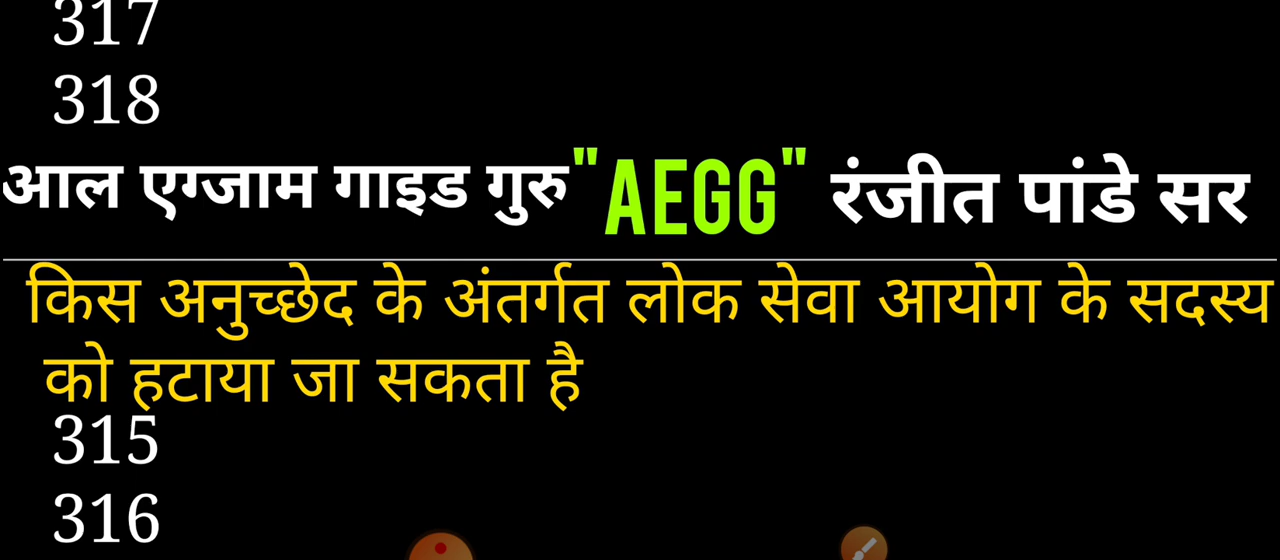 317
318
आल एग्जाम गाइड गुरु "AEGG" रंजीत पांडे सर
किस अनुच्छेद के अंतर्गत लोक सेवा आयोग के सदस्य
को हटाया जा सकता है
315
316